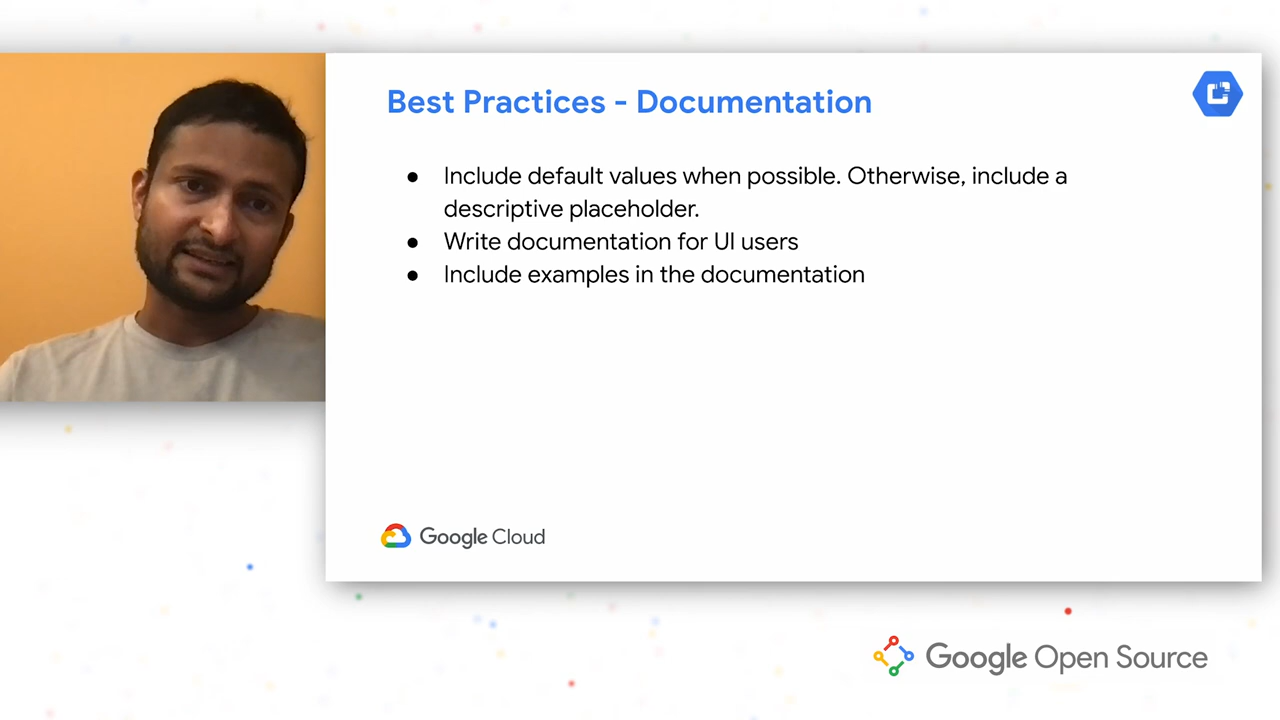 Best Practices - Documentation
● Include default values when possible. Otherwise, include a
descriptive placeholder.
● Write documentation for UI users
● Include examples in the documentation
Google Cloud
Google Open Source